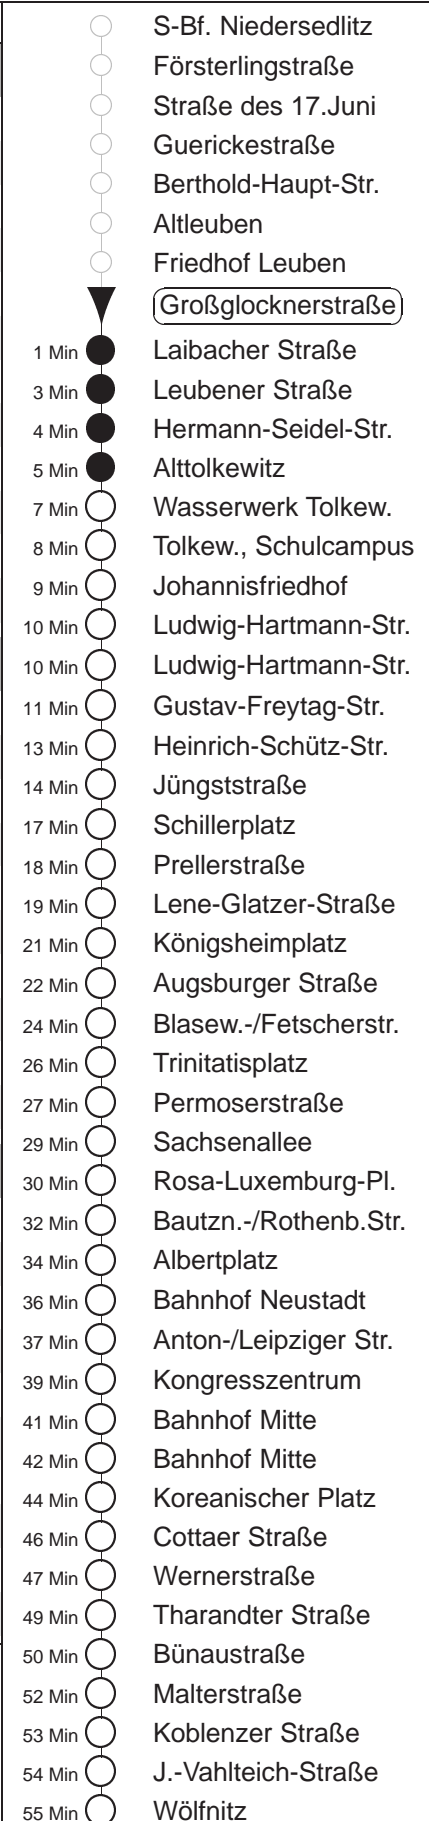 S-Bf. Niedersedlitz
Försterlingstraße
Straße des 17.Juni
Guerickestraße
Berthold-Haupt-Str.
Altleuben
Friedhof Leuben
Großglocknerstraße
1 Min Laibacher Straße
3 Min Leubener Straße
4 Min Hermann-Seidel-Str.
5 Min Alttolkewitz
7 Min Wasserwerk Tolkew.
8 Min Tolkew., Schulcampus
9 Min Johannisfriedhof
10 Min Ludwig-Hartmann-Str.
10 Min Ludwig-Hartmann-Str.
11 Min Gustav-Freytag-Str.
13 Min Heinrich-Schütz-Str.
14 Min Jüngststraße
17 Min Schillerplatz
18 Min Prellerstraße
19 Min Lene-Glatzer-Straße
21 Min Königsheimplatz
22 Min Augsburger Straße
24 Min Blasew.-/Fetscherstr.
26 Min Trinitatisplatz
27 Min Permoserstraße
29 Min Sachsenallee
30 Min Rosa-Luxemburg-Pl.
32 Min Bautzn.-/Rothenb.Str.
34 Min Albertplatz
36 Min Bahnhof Neustadt
37 Min Anton-/Leipziger Str.
39 Min Kongresszentrum
41 Min Bahnhof Mitte
42 Min Bahnhof Mitte
44 Min Koreanischer Platz
46 Min Cottaer Straße
47 Min Wernerstraße
49 Min Tharandter Straße
50 Min Bünaustraße
52 Min Malterstraße
53 Min Koblenzer Straße
54 Min J.-Vahlteich-Straße
55 Min Wölfnitz